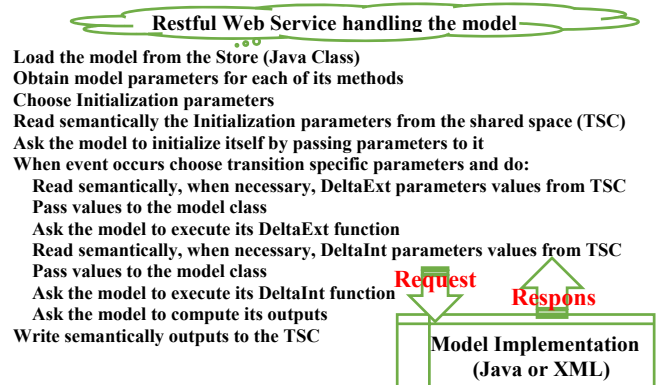 Restful Web Service handling the model
Load the model from the Store (Java Class)
Obtain model parameters for each of its methods
Choose Initialization parameters
Read semantically the Initialization parameters from the shared space (TSC)
Ask the model to initialize itself by passing parameters to it
When event occurs choose transition specific parameters and do:
Read semantically, when necessary, DeltaExt parameters values from TSC
Pass values to the model class
Ask the model to execute its DeltaExt function
Read semantically, when necessary, DeltaInt parameters values from TSC
Pass values to the model class
Ask the model to execute its DeltaInt function
Ask the model to compute its outputs
Write semantically outputs to the TSC
Request
Respons
Model Implementation
(Java or XML)